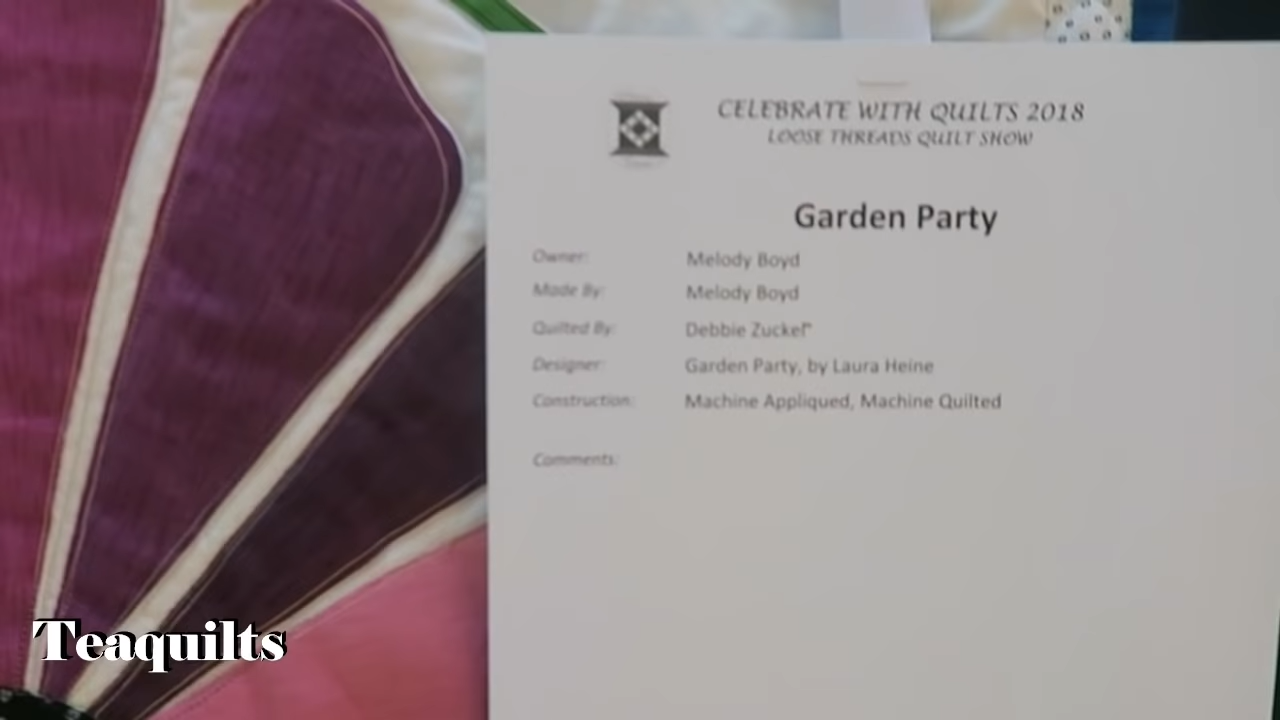 CELEBRATE WITH QUILTS 2018
LOOSE THREADS QUILT SHOW
Garden Party
Owner: Melody Boyd
Made By: Melody Boyd
Quilted By: Debbie
Designer: Garden Party, by Laura Heine
Construction: Machine Appliqued, Machine Quilted
Comments:
Teaquilts